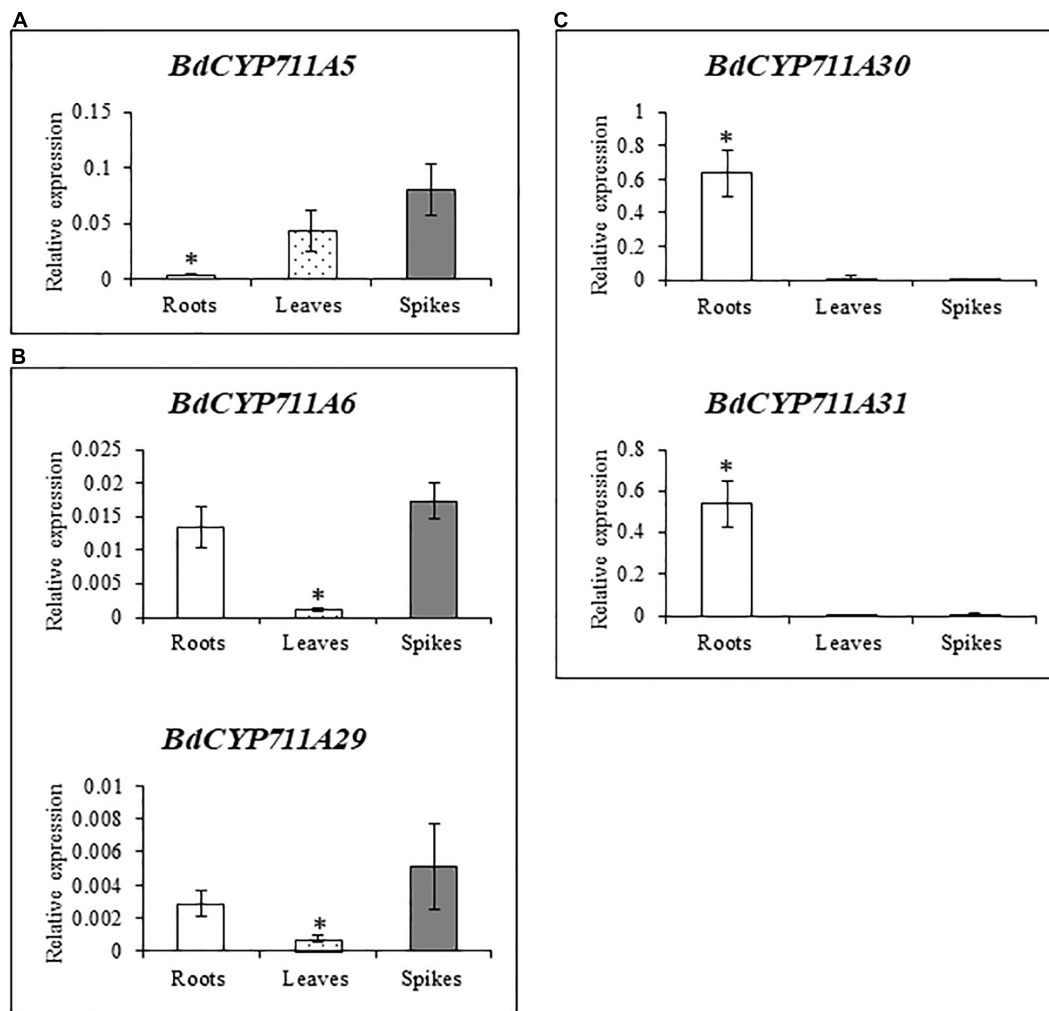 A
BdCYP711A5
Relative expression
0.15
0.1
0.05
0
*
Roots Leaves Spikes
B
BdCYP711A6
Relative expression
0.025
0.02
0.015
0.01
0.005
0
*
Roots Leaves Spikes
BdCYP711A29
Relative expression
0.01
0.008
0.006
0.004
0.002
0
*
Roots Leaves Spikes
C
BdCYP711A30
Relative expression
1
0.8
0.6
0.4
0.2
0
*
Roots Leaves Spikes
BdCYP711A31
Relative expression
0.8
0.6
0.4
0.2
0
*
Roots Leaves Spikes